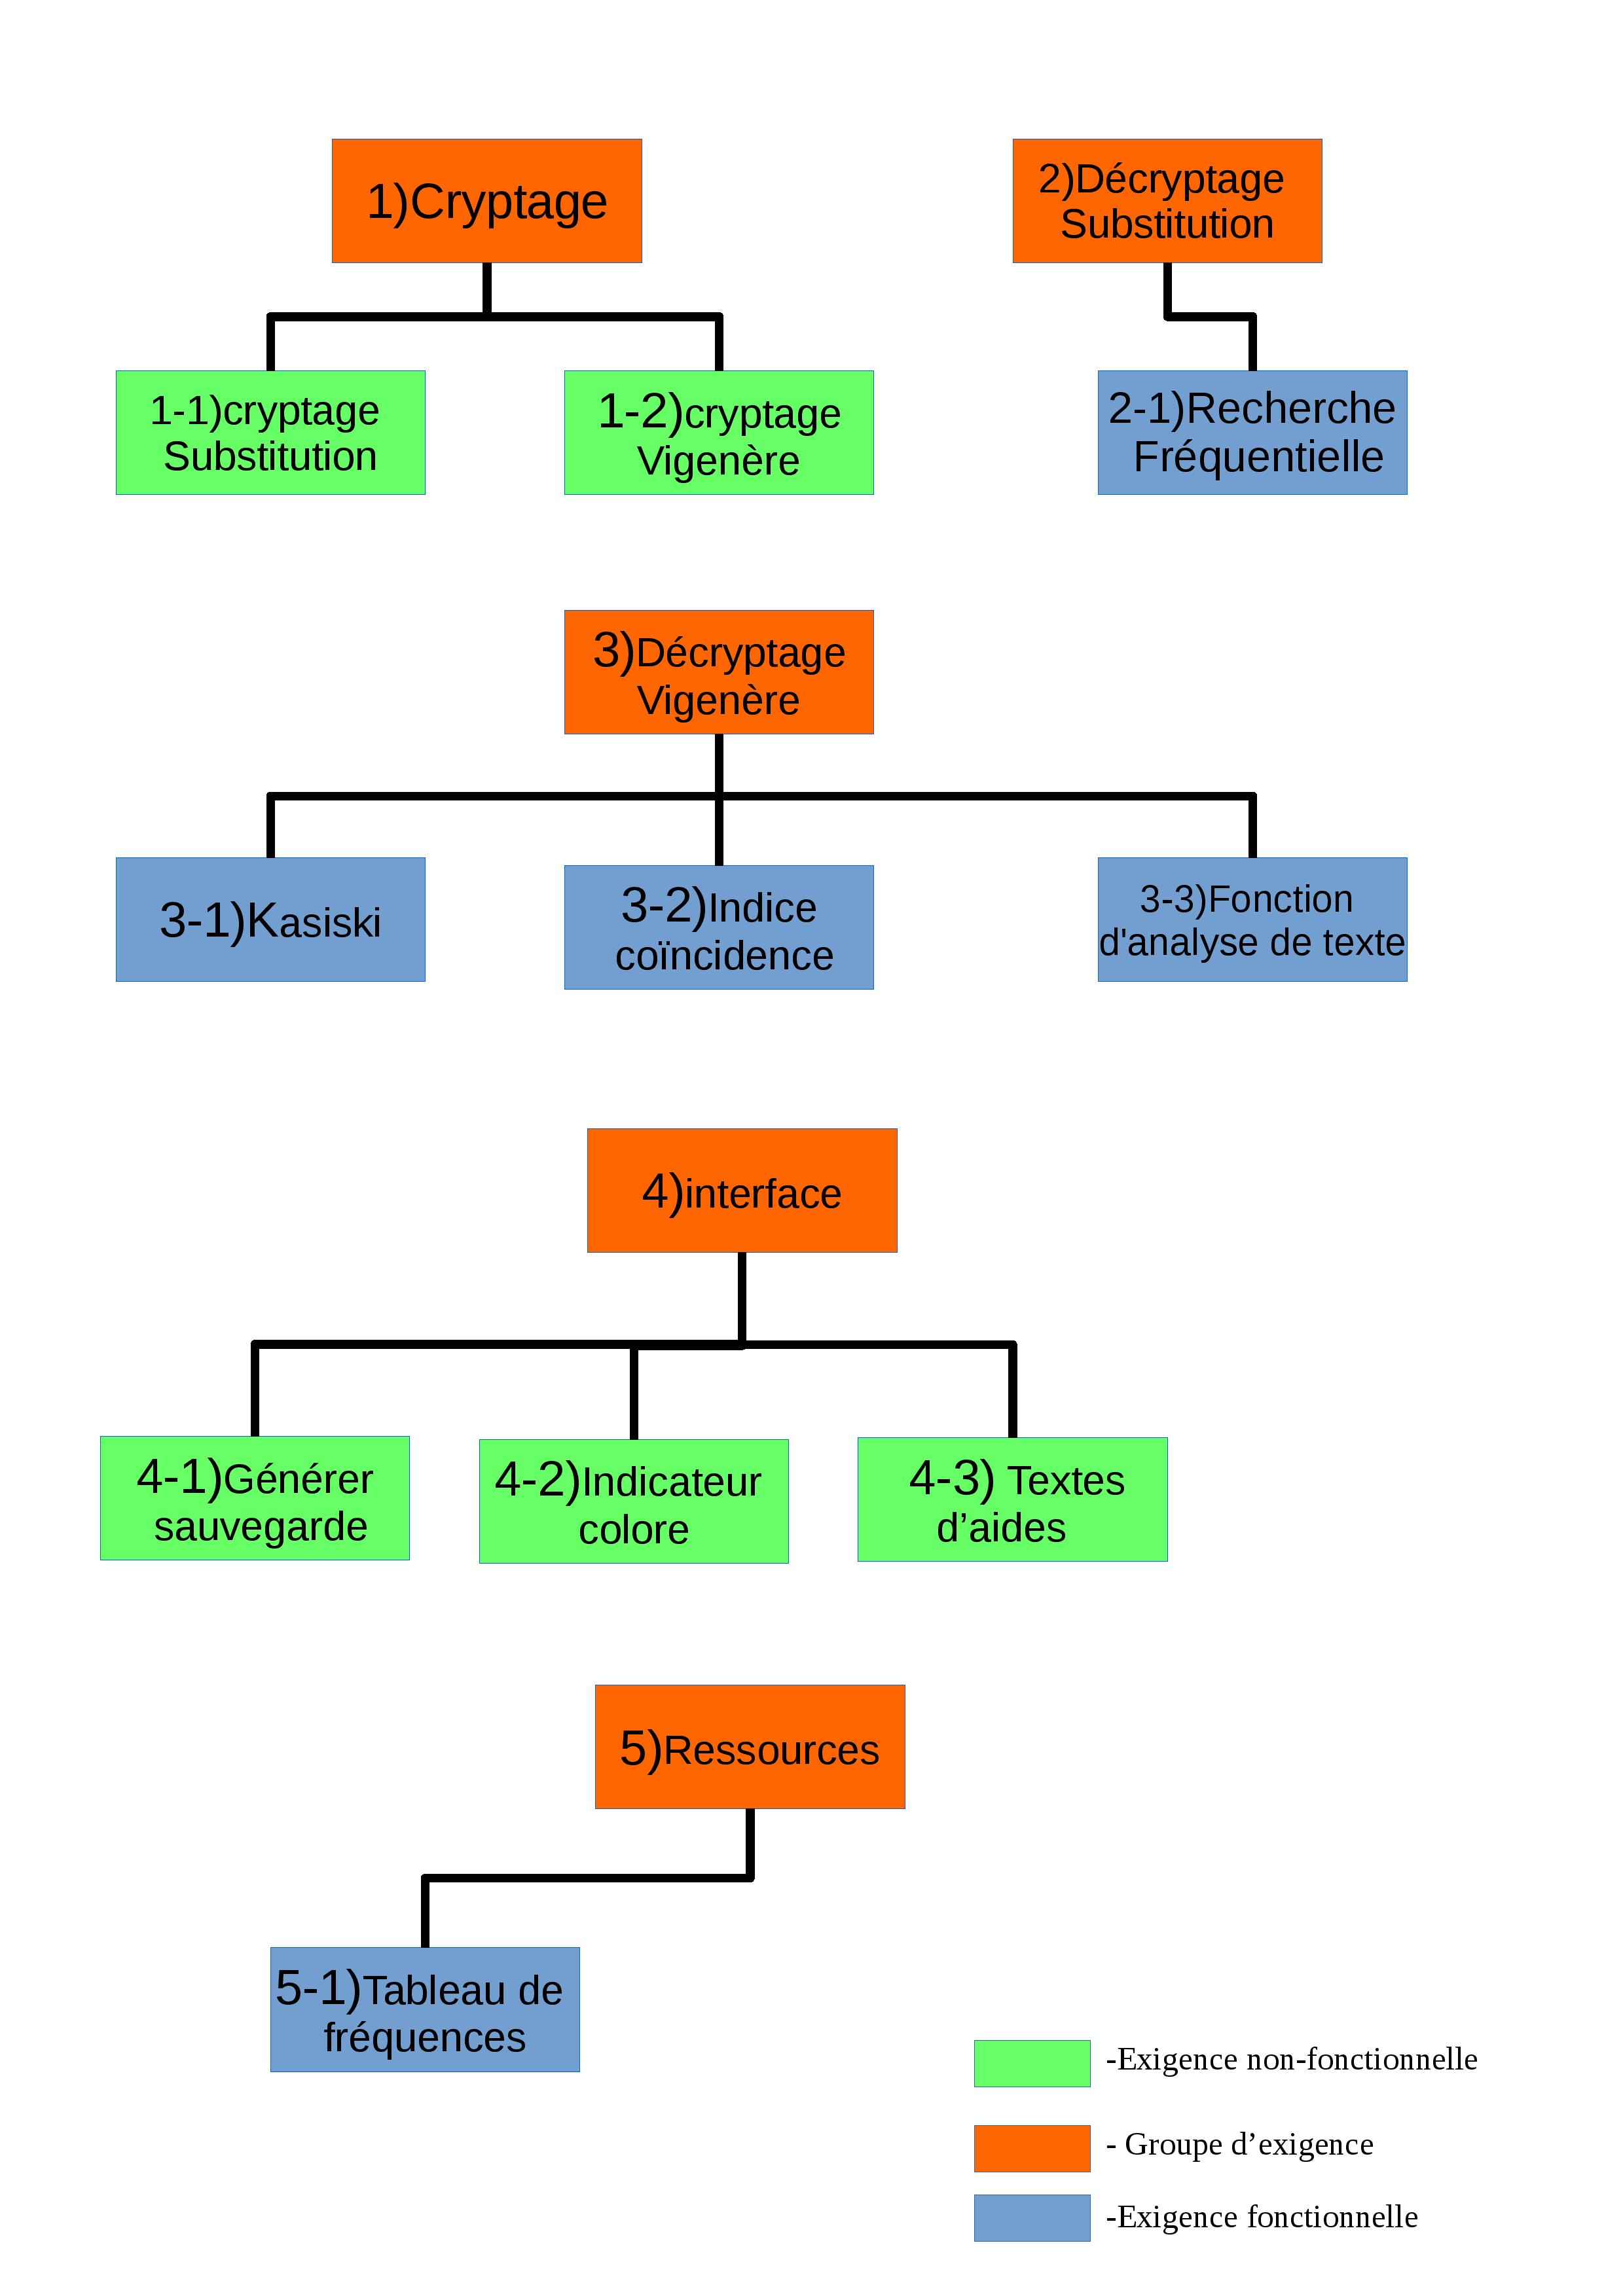 1)Cryptage
2)Décryptage
Substitution
1-1)cryptage
Substitution
1-2)cryptage
Vigenère
2-1)Recherche
Fréquentielle
3)Décryptage
Vigenère
3-1)Kasiski
3-2)Indice
coïncidence
3-3)Fonction
d'analyse de texte
4)interface
4-1)Générer
sauvegarde
4-2)Indicateur
colore
4-3) Textes
d’aides
5)Ressources
5-1)Tableau de
fréquences
-Exigence non-fonctionnelle
- Groupe d’exigence
-Exigence fonctionnelle